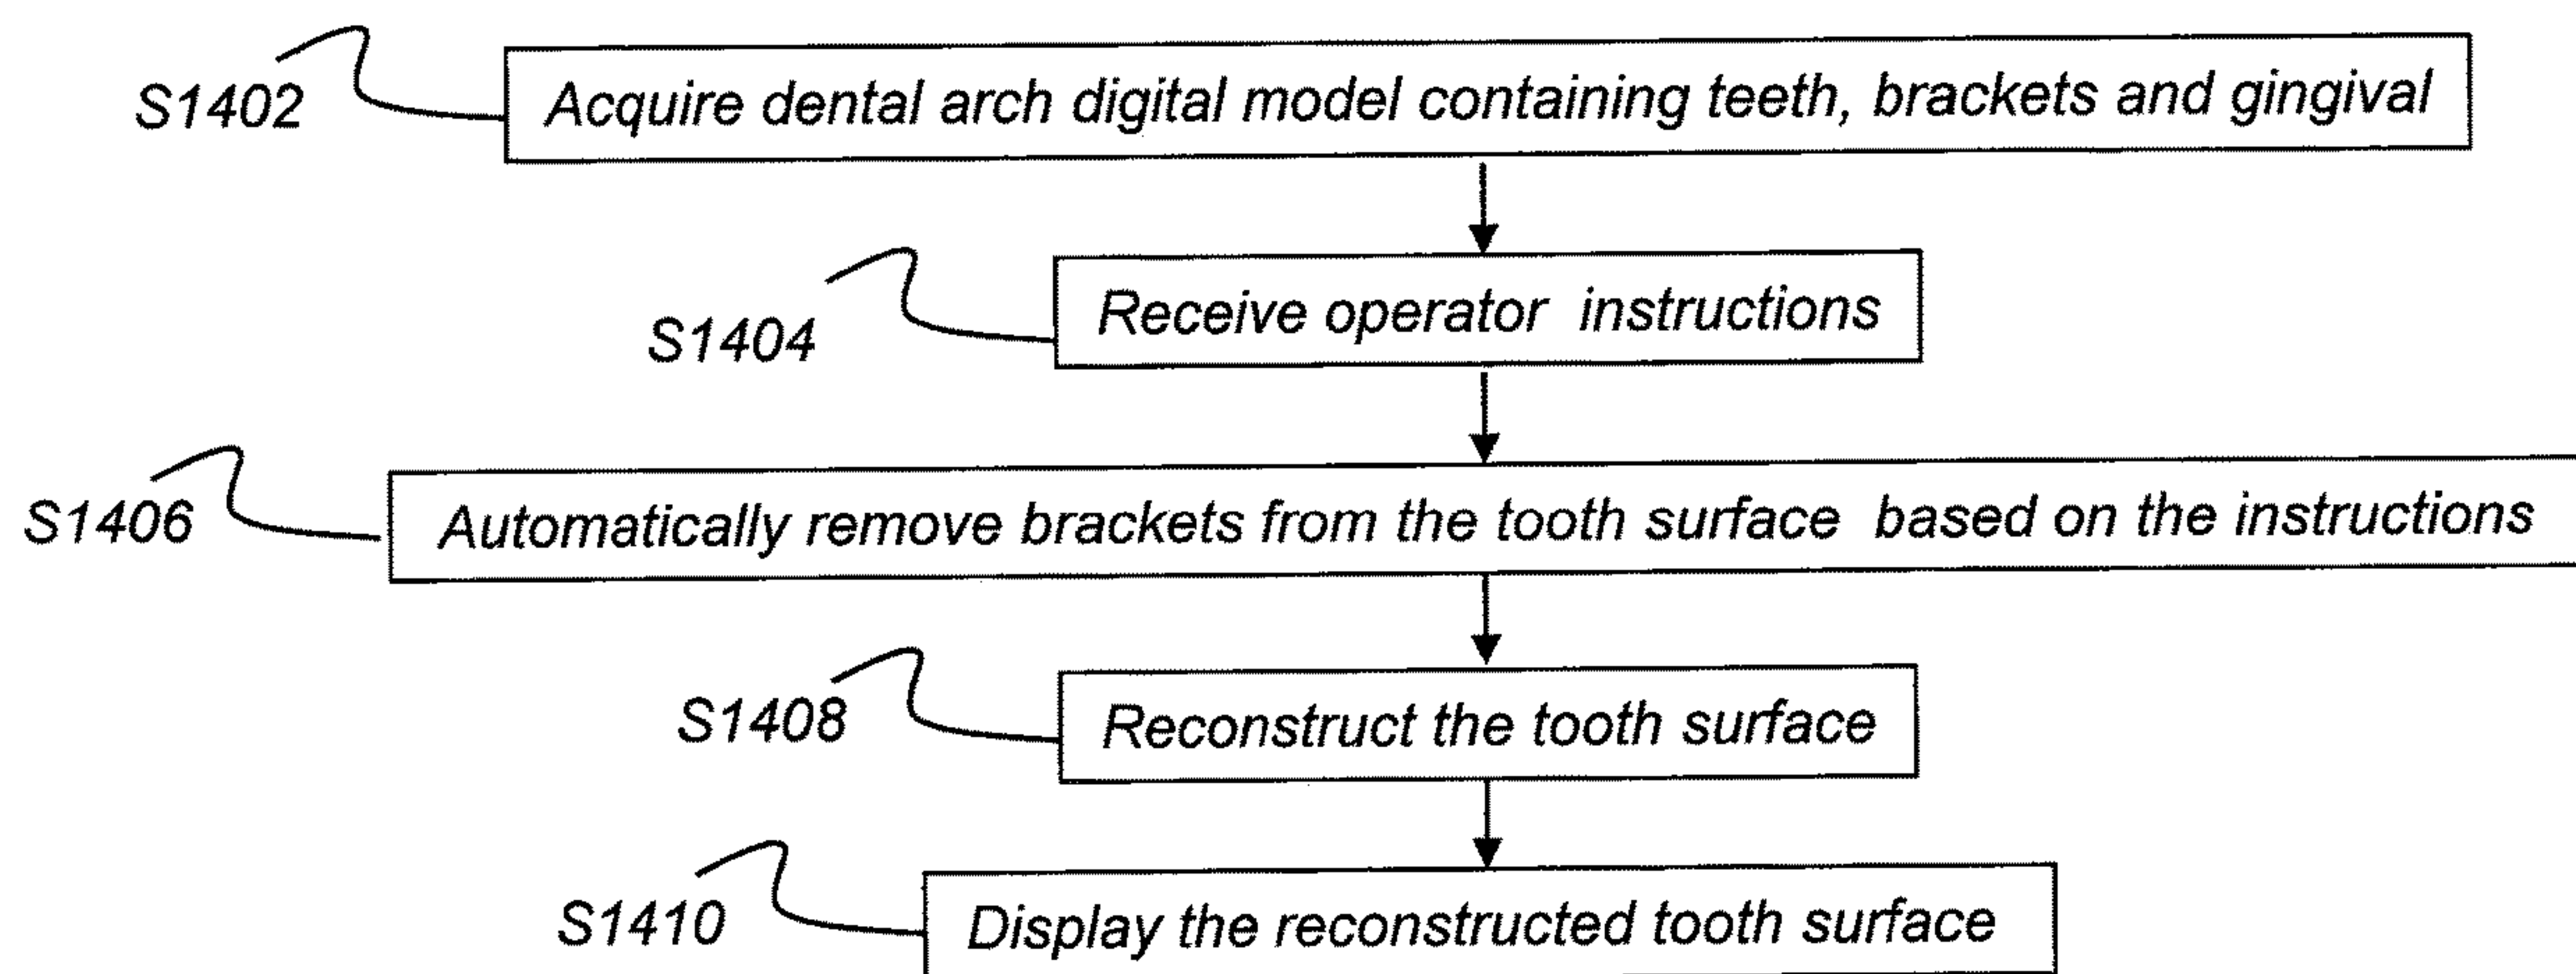 S1402
Acquire dental arch digital model containing teeth, brackets and gingival
S1404
Receive operator instructions
S1406
Automatically remove brackets from the tooth surface based on the instructions
S1408
Reconstruct the tooth surface
S1410
Display the reconstructed tooth surface